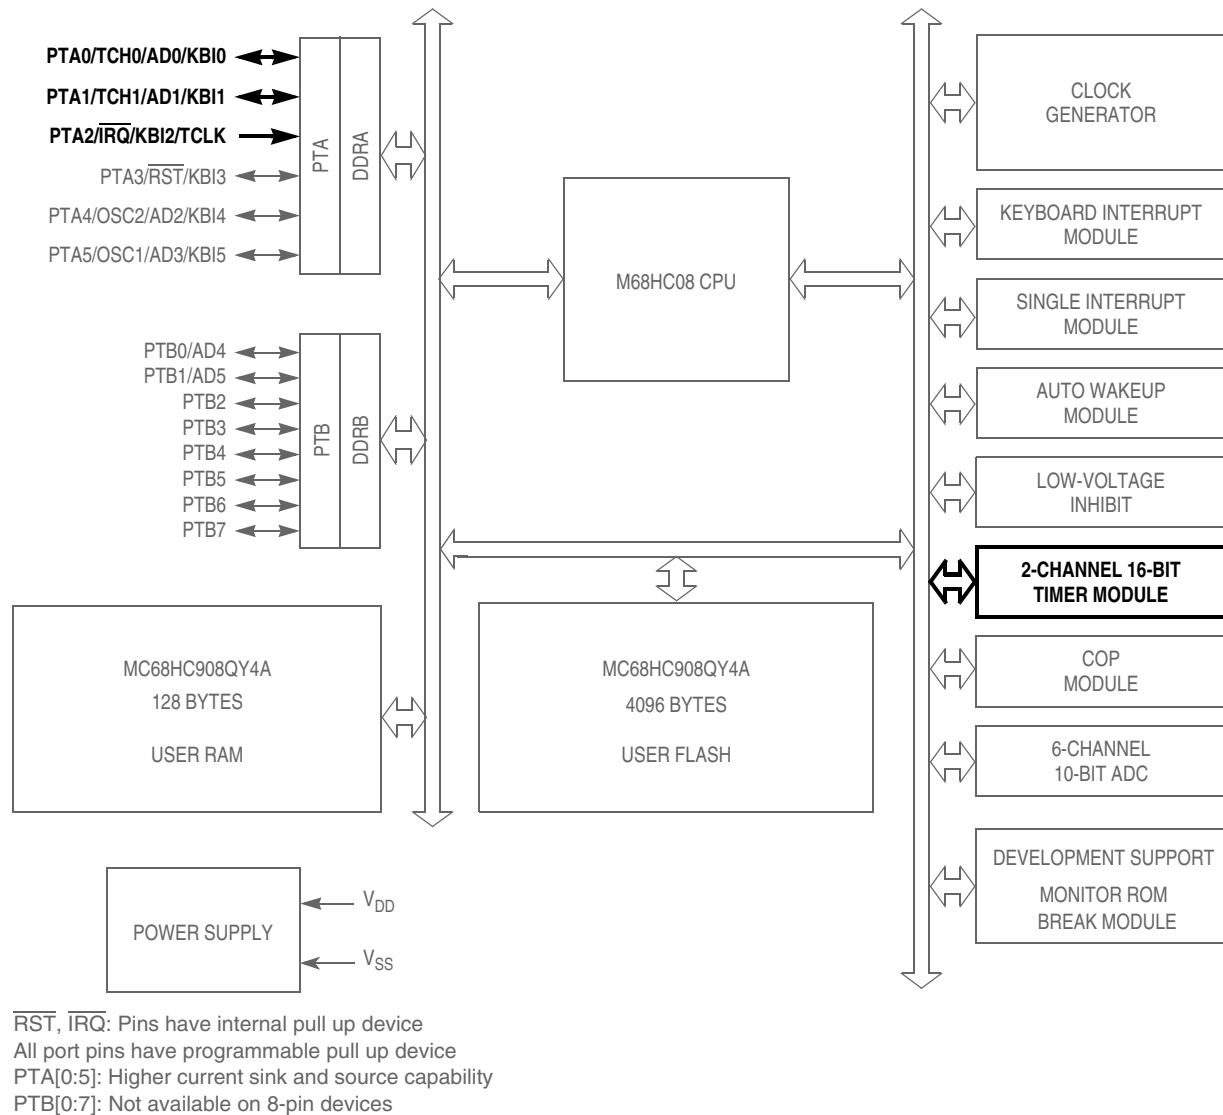 PTA0/TCH0/AD0/KBI0
PTA1/TCH1/AD1/KBI1
PTA2/IRQ/KBI2/TCLK
PTA3/RST/KBI3
PTA4/OSC2/AD2/KBI4
PTA5/OSC1/AD3/KBI5
PTA
DDRA
PTB0/AD4
PTB1/AD5
PTB2
PTB3
PTB4
PTB5
PTB6
PTB7
PTB
DDRB
M68HC08 CPU
CLOCK
GENERATOR
KEYBOARD INTERRUPT
MODULE
SINGLE INTERRUPT
MODULE
AUTO WAKEUP
MODULE
LOW-VOLTAGE
INHIBIT
2-CHANNEL 16-BIT
TIMER MODULE
COP
MODULE
6-CHANNEL
10-BIT ADC
DEVELOPMENT SUPPORT
MONITOR ROM
BREAK MODULE
MC68HC908QY4A
128 BYTES
USER RAM
MC68HC908QY4A
4096 BYTES
USER FLASH
POWER SUPPLY
VDD
VSS
RST, IRQ: Pins have internal pull up device
All port pins have programmable pull up device
PTA[0:5]: Higher current sink and source capability
PTB[0:7]: Not available on 8-pin devices